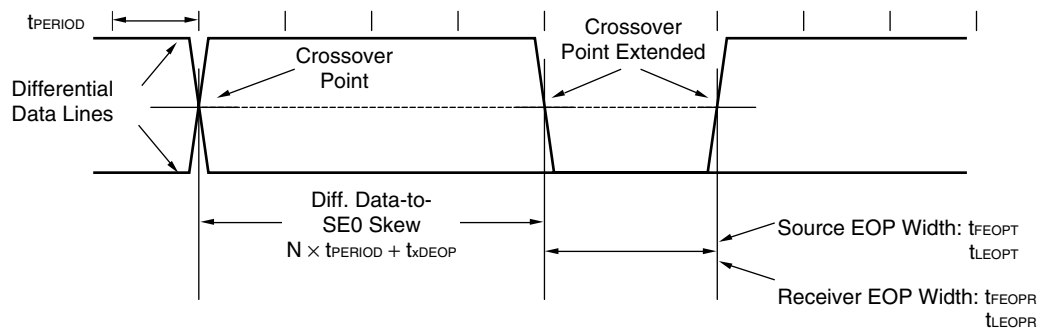 tPERIOD
Crossover
Point
Crossover
Point Extended
Differential
Data Lines
Diff. Data-to-
SE0 Skew
N × tPERIOD + txDEOP
Source EOP Width: tFEOPT
tLEOPT
Receiver EOP Width: tFEOPR
tLEOPR